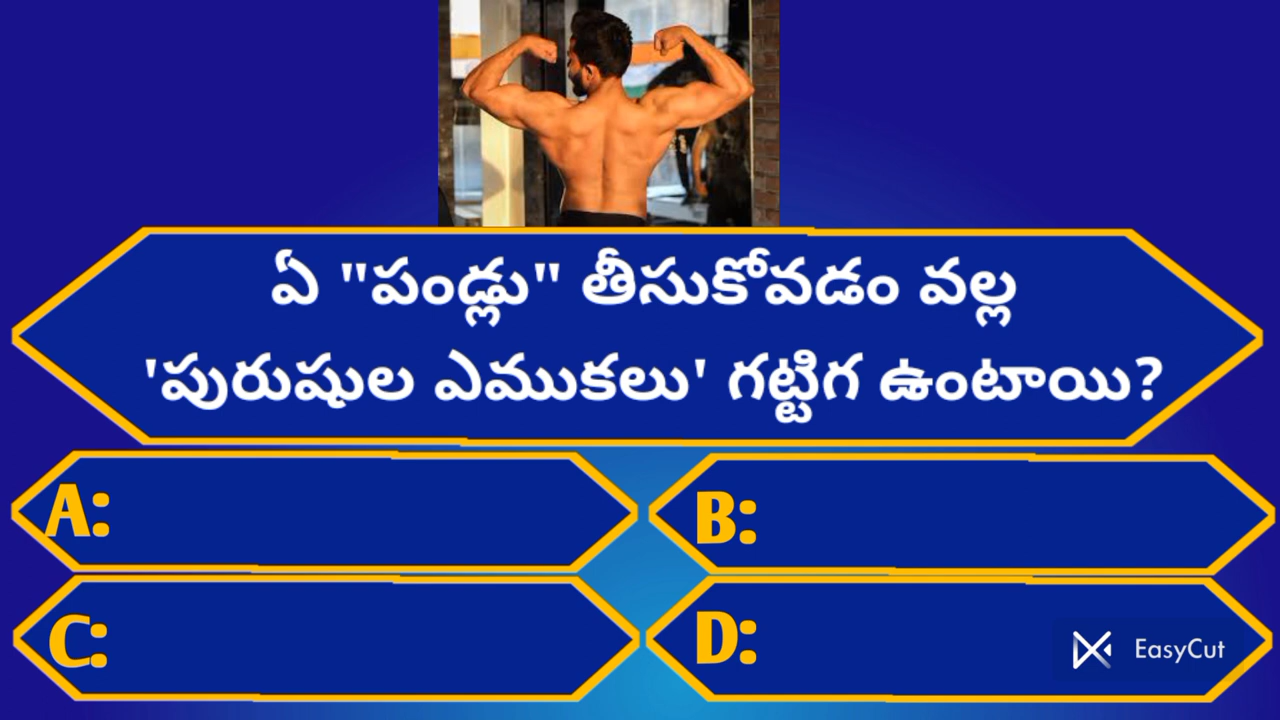 ఏ "పండ్లు" తీసుకోవడం వల్ల
'పురుషుల ఎముకలు' గట్టిగ ఉంటాయి?
A:
B:
C:
D:
EasyCut